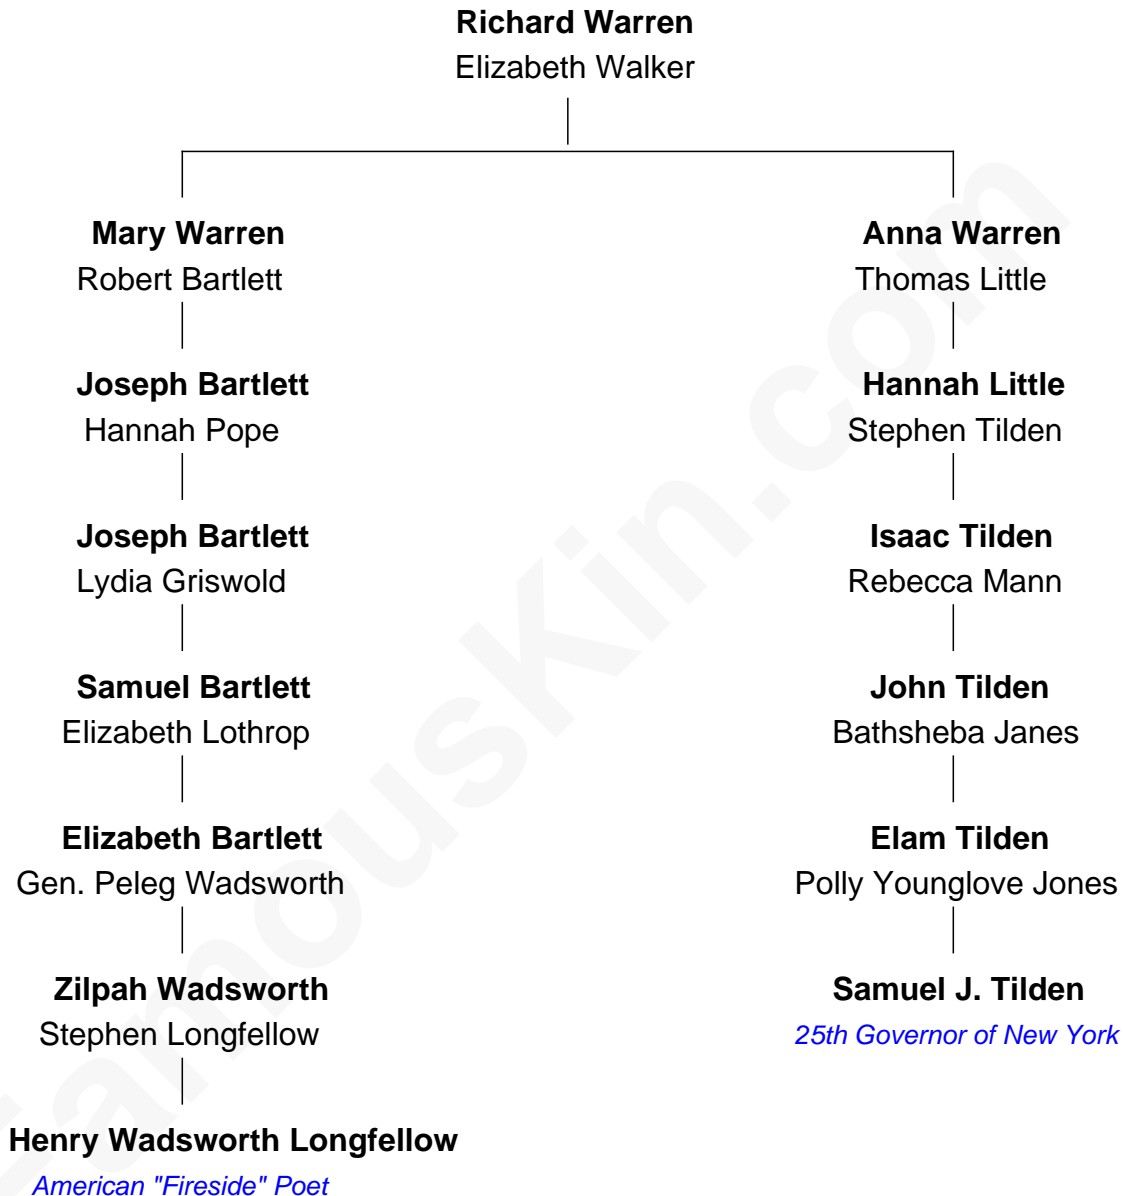 Richard Warren
Elizabeth Walker
Mary Warren
Robert Bartlett
Anna Warren
Thomas Little
Joseph Bartlett
Hannah Pope
Hannah Little
Stephen Tilden
Joseph Bartlett
Lydia Griswold
Isaac Tilden
Rebecca Mann
Samuel Bartlett
Elizabeth Lothrop
John Tilden
Bathsheba Janes
Elizabeth Bartlett
Gen. Peleg Wadsworth
Elam Tilden
Polly Younglove Jones
Zilpah Wadsworth
Stephen Longfellow
Samuel J. Tilden
25th Governor of New York
Henry Wadsworth Longfellow
American "Fireside" Poet
FamousKin.com